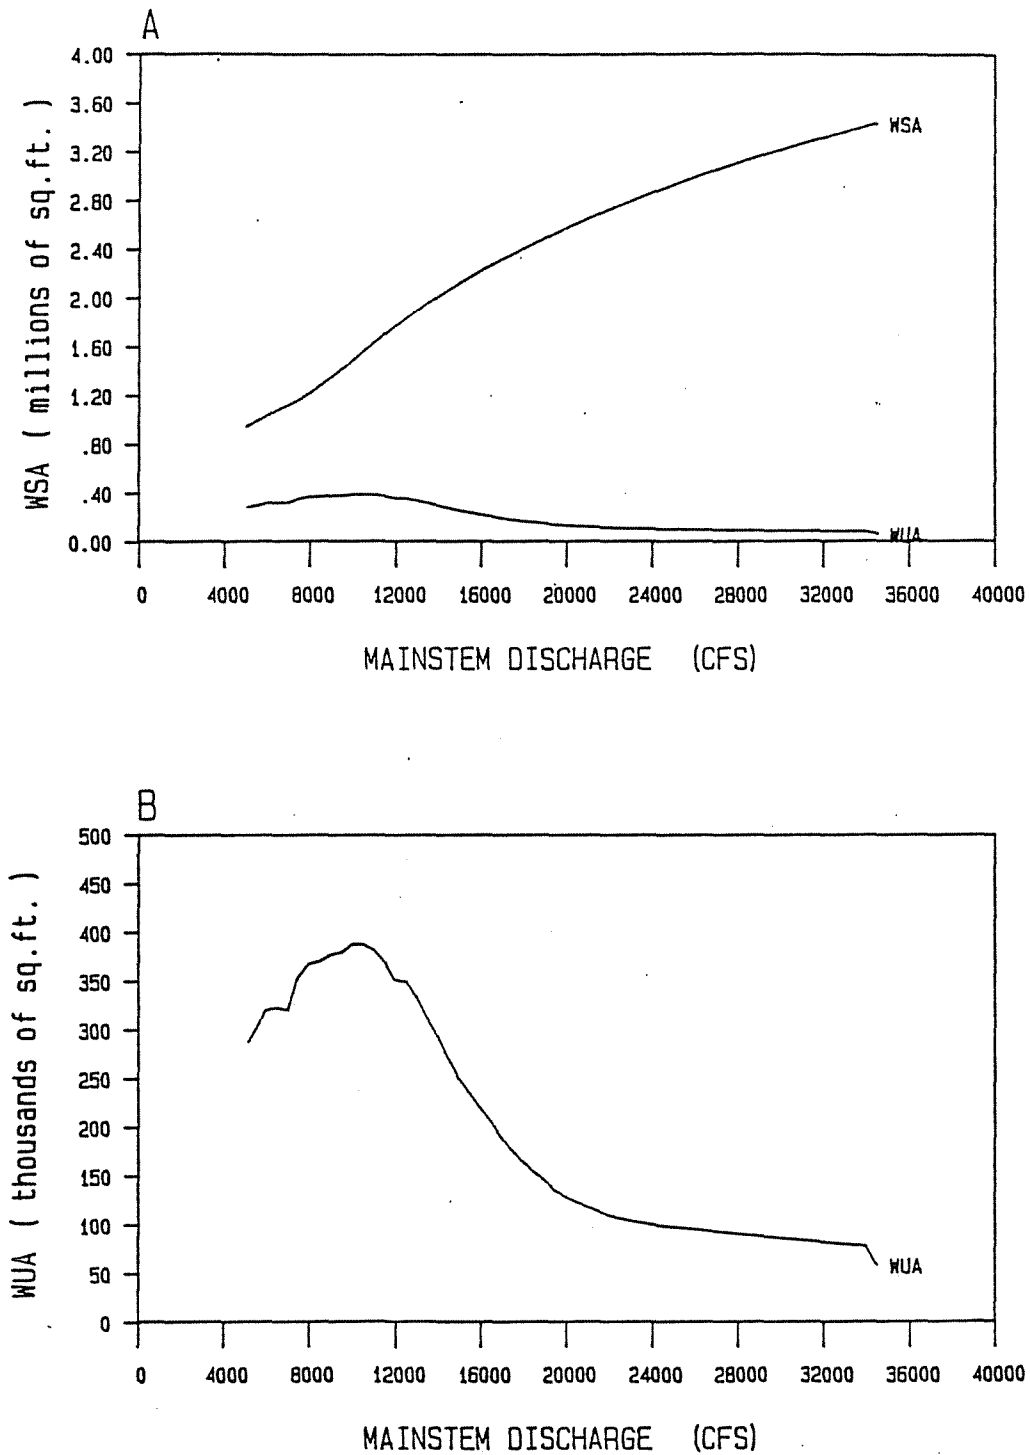 A
4.00
3.60
3.20
2.80
2.40
2.00
1.60
1.20
.80
.40
0.00
WSA ( millions of sq.ft. )
WSA
WUA
0 4000 8000 12000 16000 20000 24000 28000 32000 36000 40000
MAINSTEM DISCHARGE (CFS)
B
500
450
400
350
300
250
200
150
100
50
0
WUA ( thousands of sq.ft. )
WUA
0 4000 8000 12000 16000 20000 24000 28000 32000 36000 40000
MAINSTEM DISCHARGE (CFS)